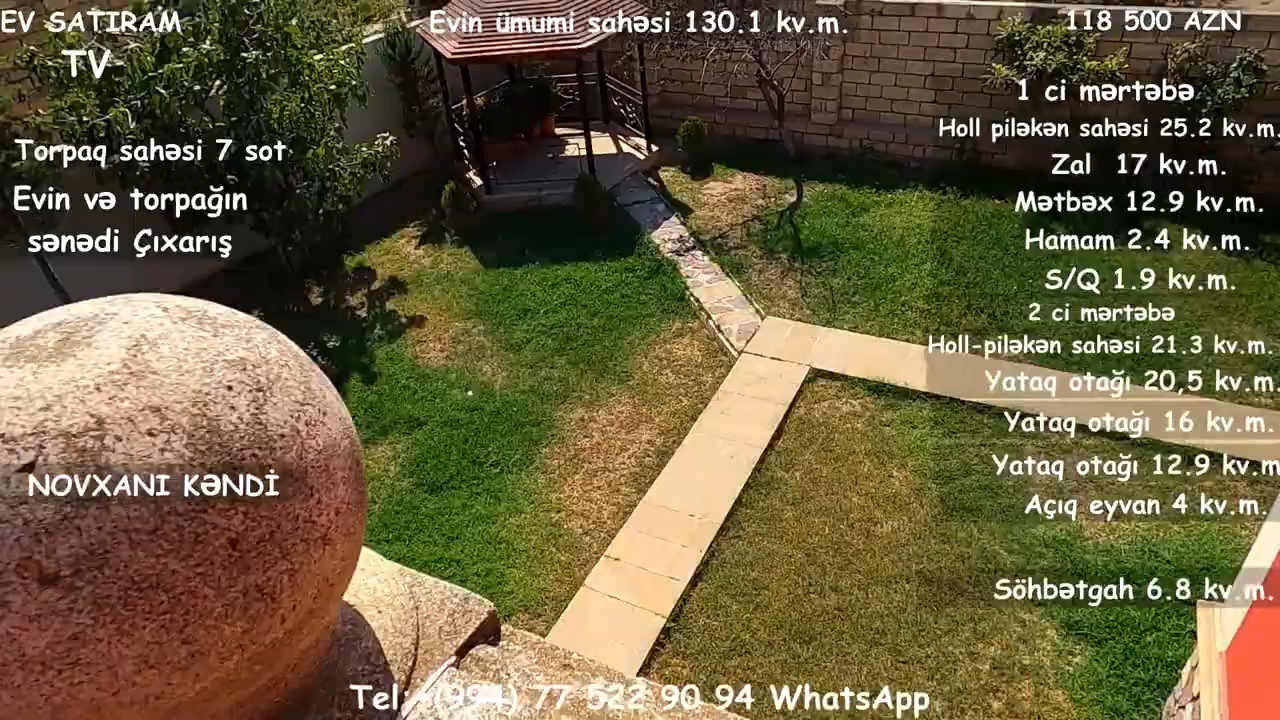 EV SATIRAM
TV
Evin ümumi sahəsi 130.1 kv.m.
118 500 AZN
Torpaq sahəsi 7 sot
Evin və torpağın
sənədi Çıxarış
NOVXANI KƏNDİ
1 ci mərtəbə
Holl piləkən sahəsi 25.2 kv.m.
Zal 17 kv.m.
Mətbəx 12.9 kv.m.
Hamam 2.4 kv.m.
S/Q 1.9 kv.m.
2 ci mərtəbə
Holl-piləkən sahəsi 21.3 kv.m.
Yataq otağı 20,5 kv.m.
Yataq otağı 16 kv.m.
Yataq otağı 12.9 kv.m.
Açıq eyvan 4 kv.m.
Söhbətgah 6.8 kv.m.
Tel: (994) 77 522 90 94 WhatsApp